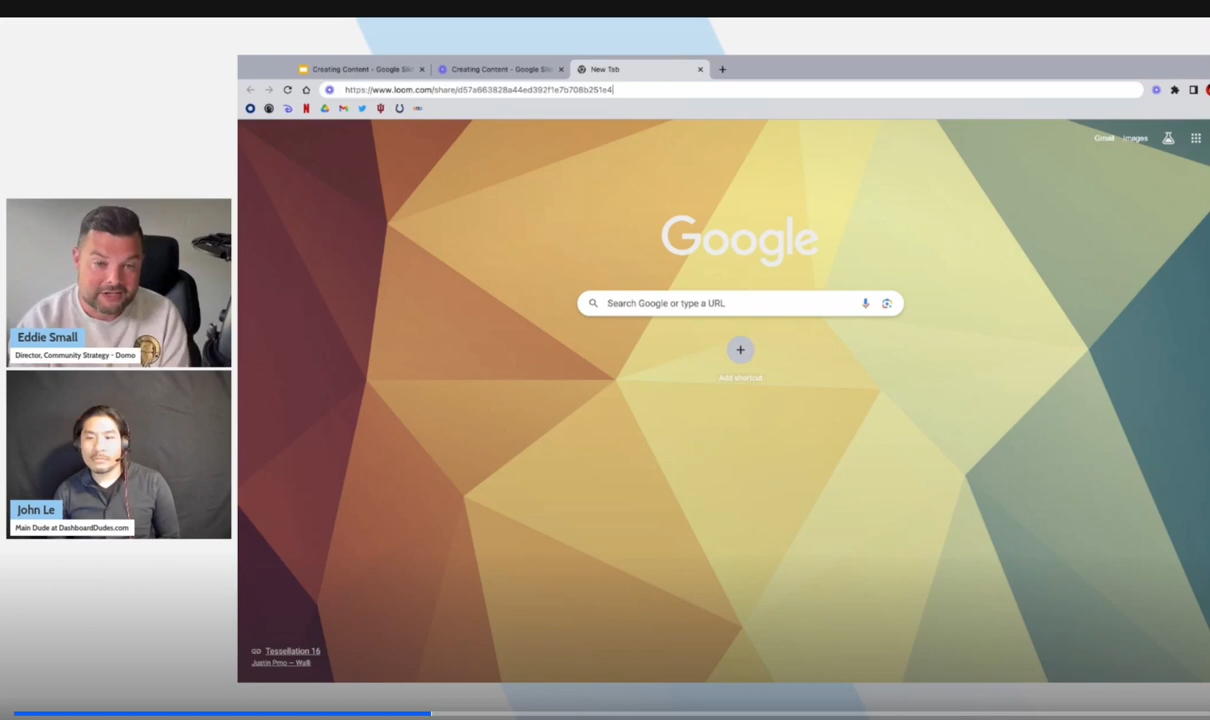 Creating Content - Google Slid
Creating Content - Google Slid
New Tab
https://www.loom.com/share/d57a663828a44ed392f1e7b708b251e4
Gmail Images
Google
Search Google or type a URL
Add shortcut
Eddie Small
Director, Community Strategy - Domo
John Le
Main Dude at DashboardDudes.com
Tessellation 16
Justin Prno — Walli